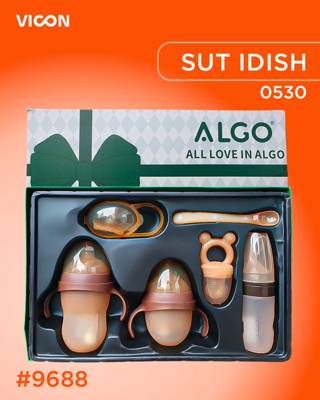 VICON
SUT IDISH
0530
ALGO®
ALL LOVE IN ALGO
#9688